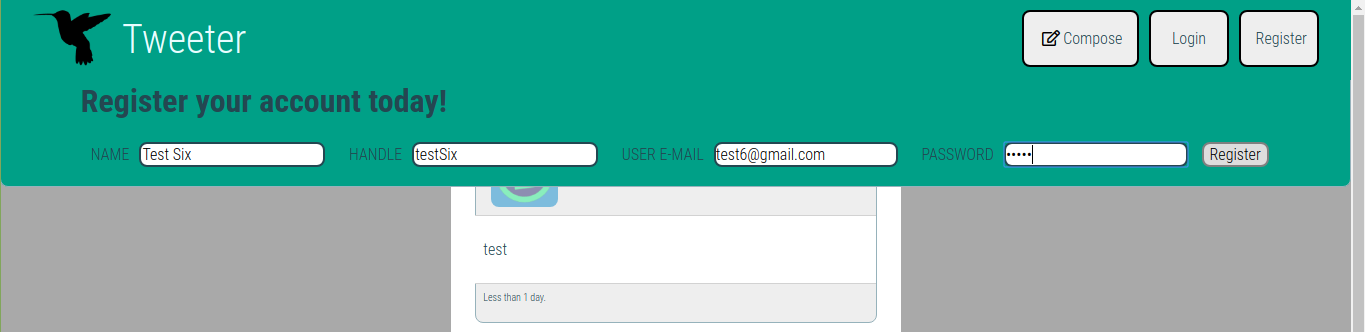 Tweeter
Compose Login Register
Register your account today!
NAME Test Six HANDLE testSix USER E-MAIL test6@gmail.com PASSWORD ••••• Register
test
Less than 1 day.